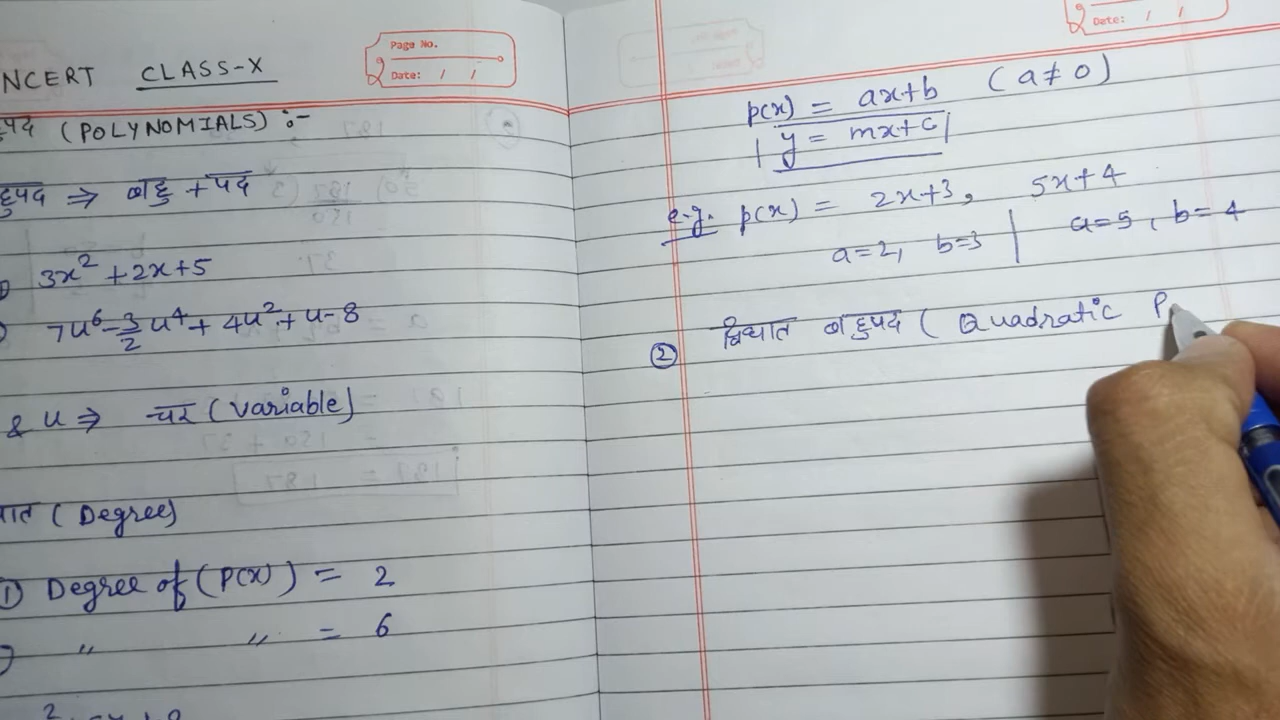 NCERT CLASS-X
Page No.
Date: / /
(POLYNOMIALS) :-
⇒ बहु + पद
3x² + 2x + 5
7u⁶ - 3/2 u⁴ + 4u² + u - 8
& u ⇒ चर (variable)
(Degree)
① Degree of (P(x)) = 2
" " = 6
Date: / /
p(x) = ax+b (a ≠ 0)
y = mx+c
e.g. p(x) = 2x+3, 5x+4
a=2, b=3 | a=5, b=4
② द्विघात बहुपद ( Quadratic P